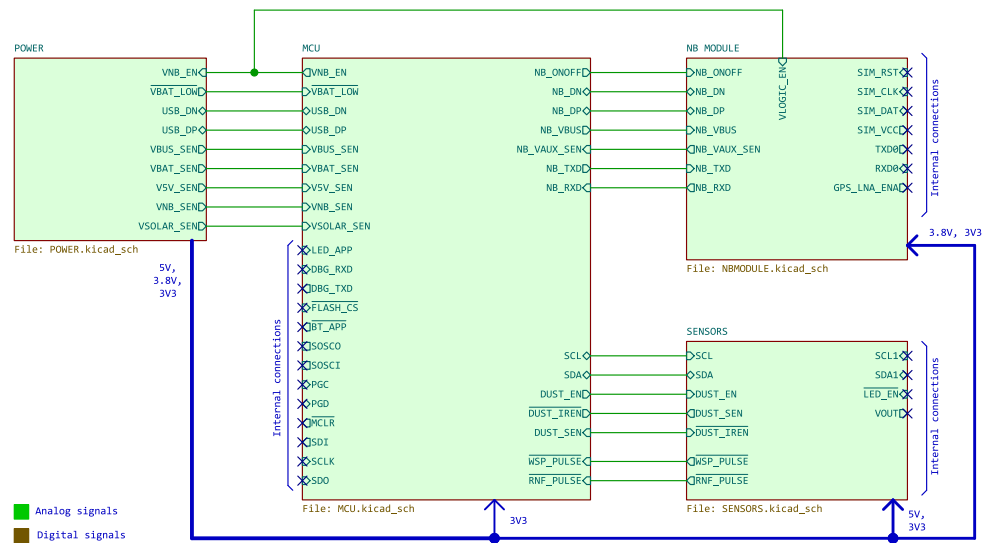 POWER
VNB_EN
VBAT_LOW
USB_DN
USB_DP
VBUS_SEN
VBAT_SEN
V5V_SEN
VNB_SEN
VSOLAR_SEN
File: POWER.kicad_sch
5V,
3.8V,
3V3
MCU
VNB_EN
VBAT_LOW
USB_DN
USB_DP
VBUS_SEN
VBAT_SEN
V5V_SEN
VNB_SEN
VSOLAR_SEN
LED_APP
DBG_RXD
DBG_TXD
FLASH_CS
BT_APP
SOSCO
SOSCI
PGC
PGD
MCLR
SDI
SCLK
SDO
Internal connections
NB_ONOFF
NB_DN
NB_DP
NB_VBUS
NB_VAUX_SEN
NB_TXD
NB_RXD
SCL
SDA
DUST_EN
DUST_IREN
DUST_SEN
WSP_PULSE
RNF_PULSE
File: MCU.kicad_sch
3V3
NB MODULE
NB_ONOFF
NB_DN
NB_DP
NB_VBUS
NB_VAUX_SEN
NB_TXD
NB_RXD
VLOGIC_EN
SIM_RST
SIM_CLK
SIM_DAT
SIM_VCC
TXD0
RXD0
GPS_LNA_ENA
Internal connections
3.8V, 3V3
File: NBMODULE.kicad_sch
SENSORS
SCL
SDA
DUST_EN
DUST_SEN
DUST_IREN
WSP_PULSE
RNF_PULSE
SCL1
SDA1
LED_EN
VOUT
Internal connections
File: SENSORS.kicad_sch
5V,
3V3
Analog signals
Digital signals